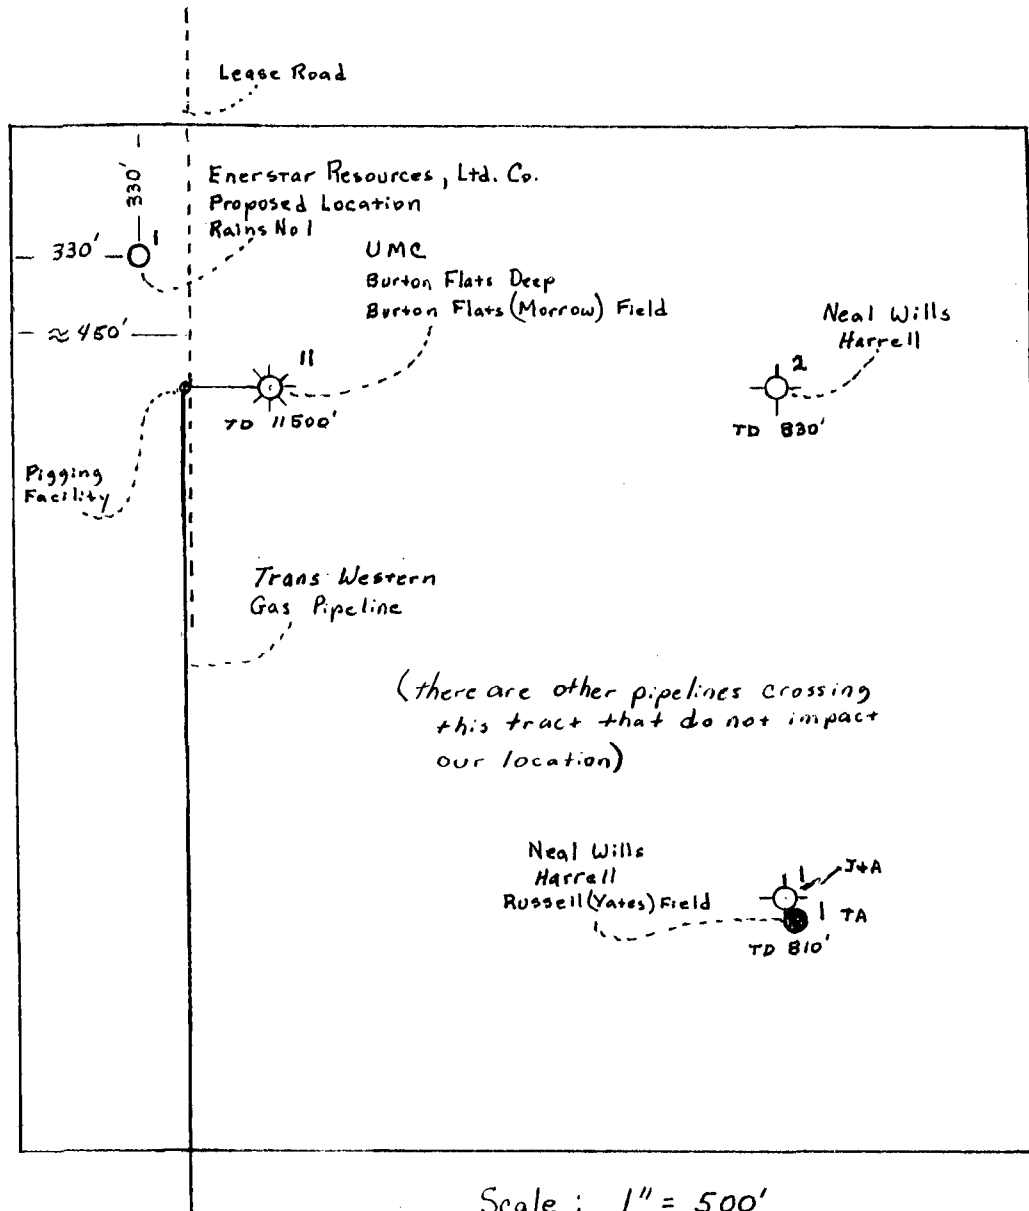 Lease Road
330'
Enerstar Resources, Ltd. Co.
Proposed Location
Rains No 1
330'
1
UMC
Burton Flats Deep
Burton Flats (Morrow) Field
≈ 450'
Neal Wills
Harrell
11
TD 11500'
2
TD 830'
Pigging
Facility
Trans Western
Gas Pipeline
(there are other pipelines crossing
this tract that do not impact
our location)
Neal Wills
Harrell
Russell (Yates) Field
1
J+A
1 TA
TD 810'
Scale : 1" = 500'